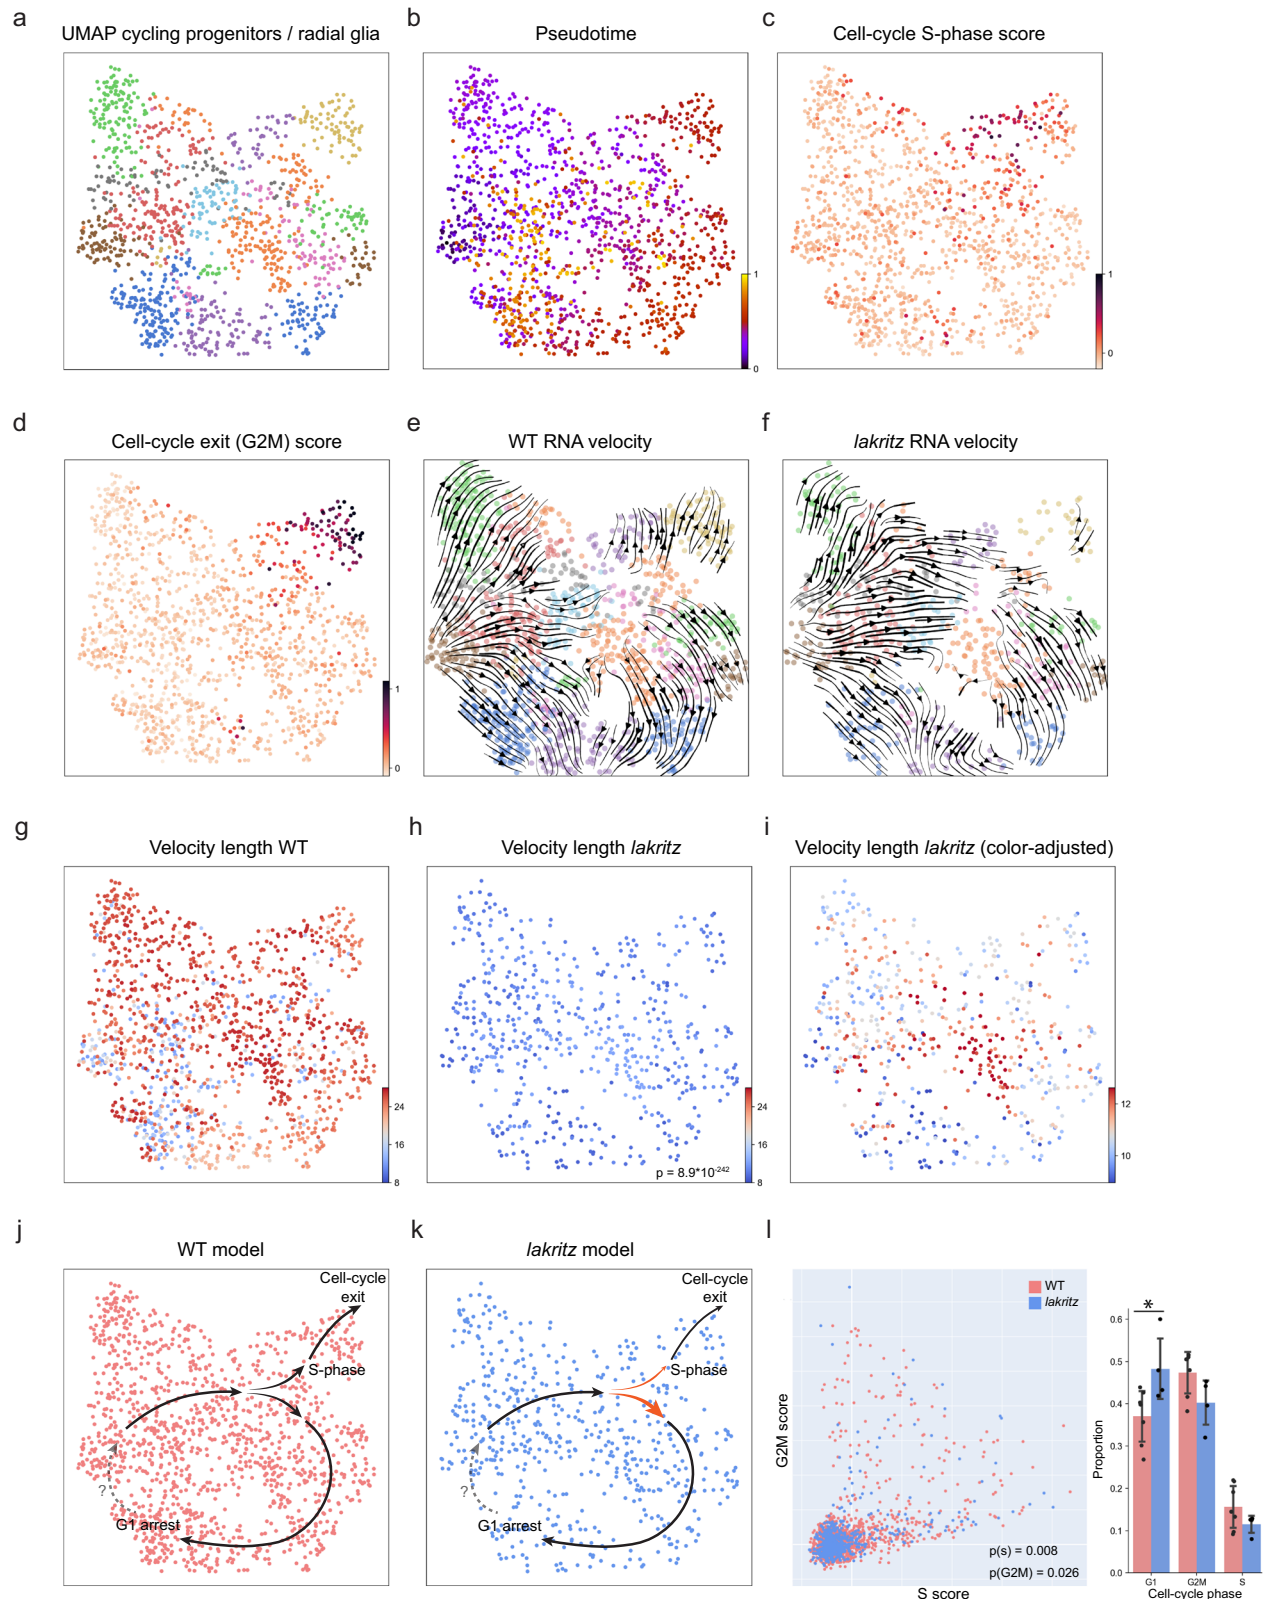 a
UMAP cycling progenitors / radial glia
b
Pseudotime
1
0
c
Cell-cycle S-phase score
1
0
d
Cell-cycle exit (G2M) score
1
0
e
WT RNA velocity
f
lakritz RNA velocity
g
Velocity length WT
24
16
8
h
Velocity length lakritz
24
16
8
p = 8.9*10-242
i
Velocity length lakritz (color-adjusted)
12
10
j
WT model
Cell-cycle
exit
S-phase
?
G1 arrest
k
lakritz model
Cell-cycle
exit
S-phase
?
G1 arrest
l
WT
lakritz
G2M score
p(s) = 0.008
p(G2M) = 0.026
S score
*
0.6
0.5
0.4
0.3
0.2
0.1
0.0
Proportion
G1
G2M
S
Cell-cycle phase